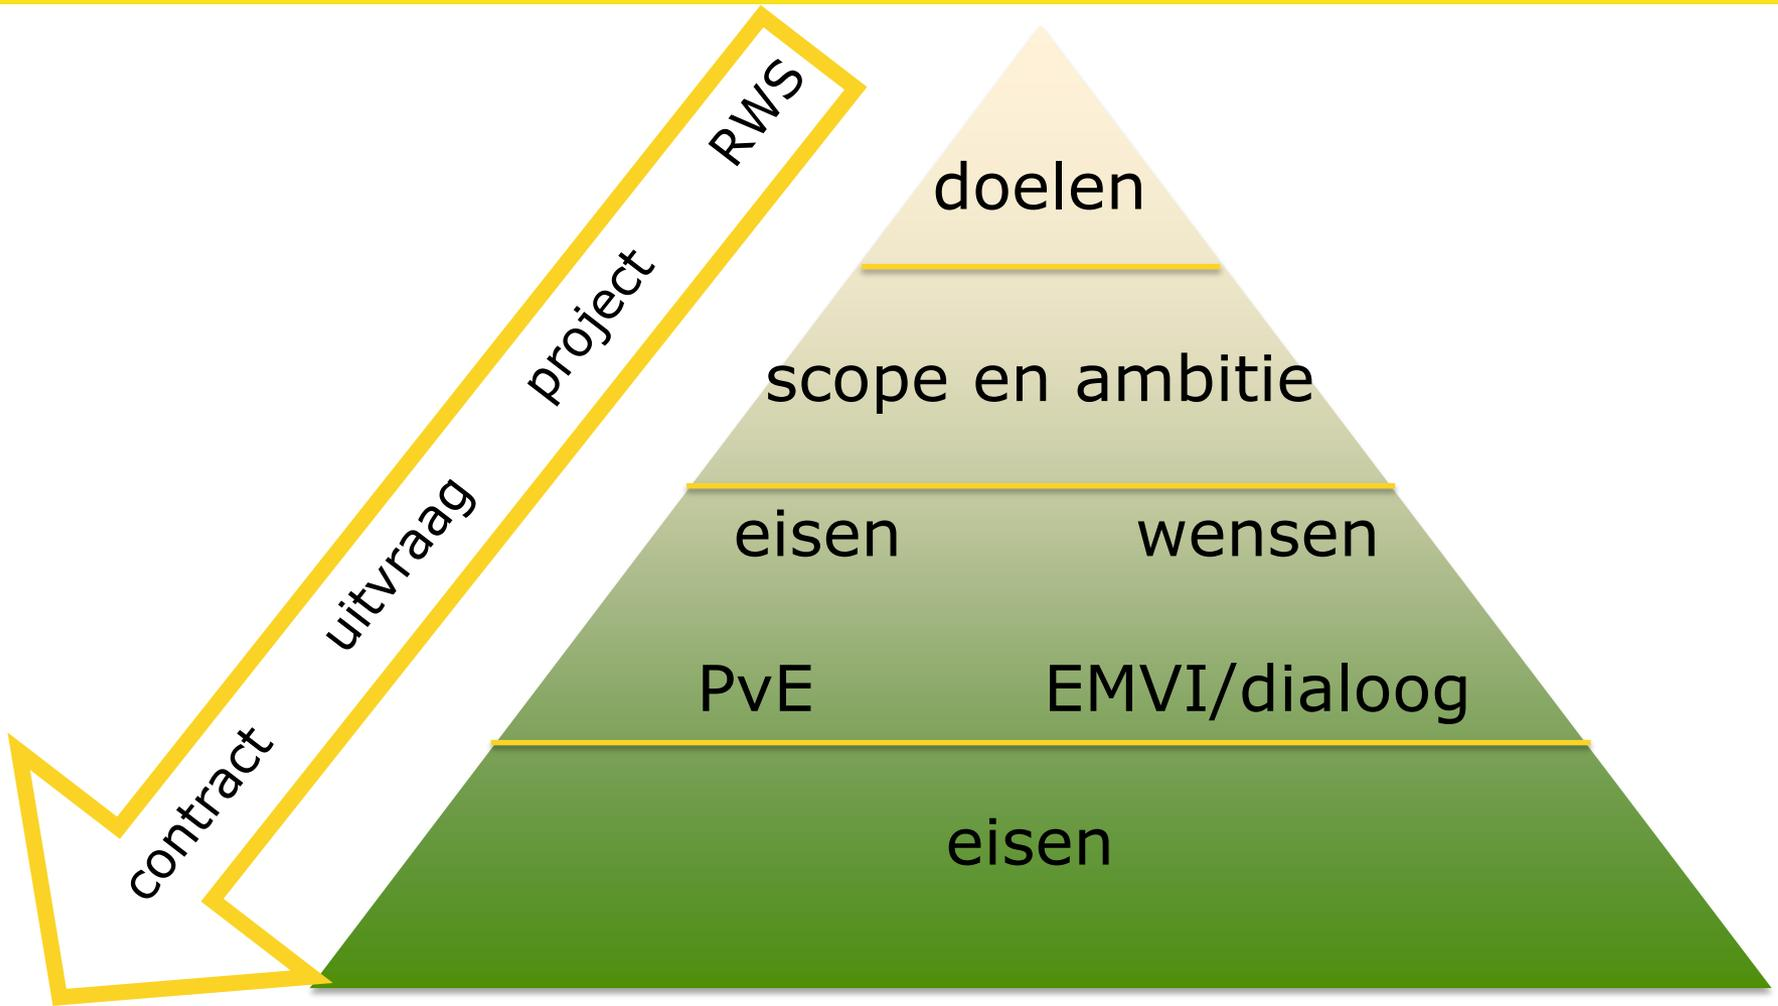 RWS
doelen
project
scope en ambitie
uitvraag
eisen wensen
PvE EMVI/dialoog
contract
eisen